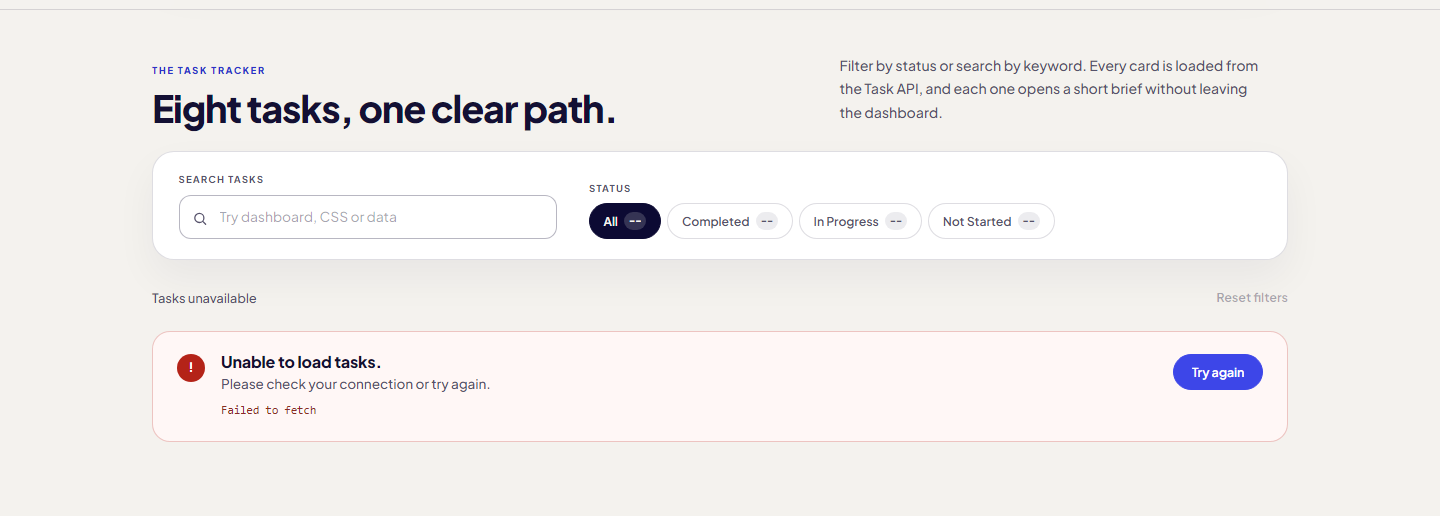 THE TASK TRACKER
Eight tasks, one clear path.
Filter by status or search by keyword. Every card is loaded from
the Task API, and each one opens a short brief without leaving
the dashboard.
SEARCH TASKS
Try dashboard, CSS or data
STATUS
All --
Completed --
In Progress --
Not Started --
Tasks unavailable
Reset filters
!
Unable to load tasks.
Please check your connection or try again.
Failed to fetch
Try again